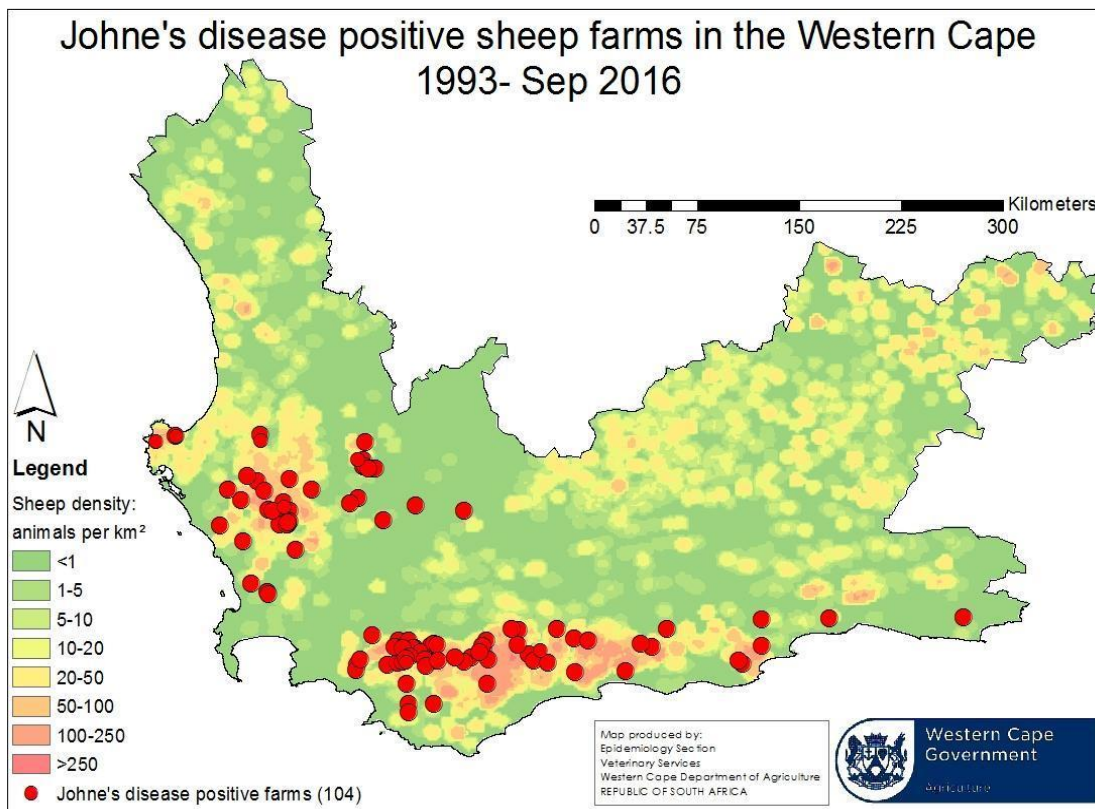 Johne's disease positive sheep farms in the Western Cape
1993- Sep 2016
Kilometers
0 37.5 75 150 225 300
N
Legend
Sheep density:
animals per km²
<1
1-5
5-10
10-20
20-50
50-100
100-250
>250
Johne's disease positive farms (104)
Map produced by:
Epidemiology Section
Veterinary Services
Western Cape Department of Agriculture
REPUBLIC OF SOUTH AFRICA
Western Cape
Government
Agriculture